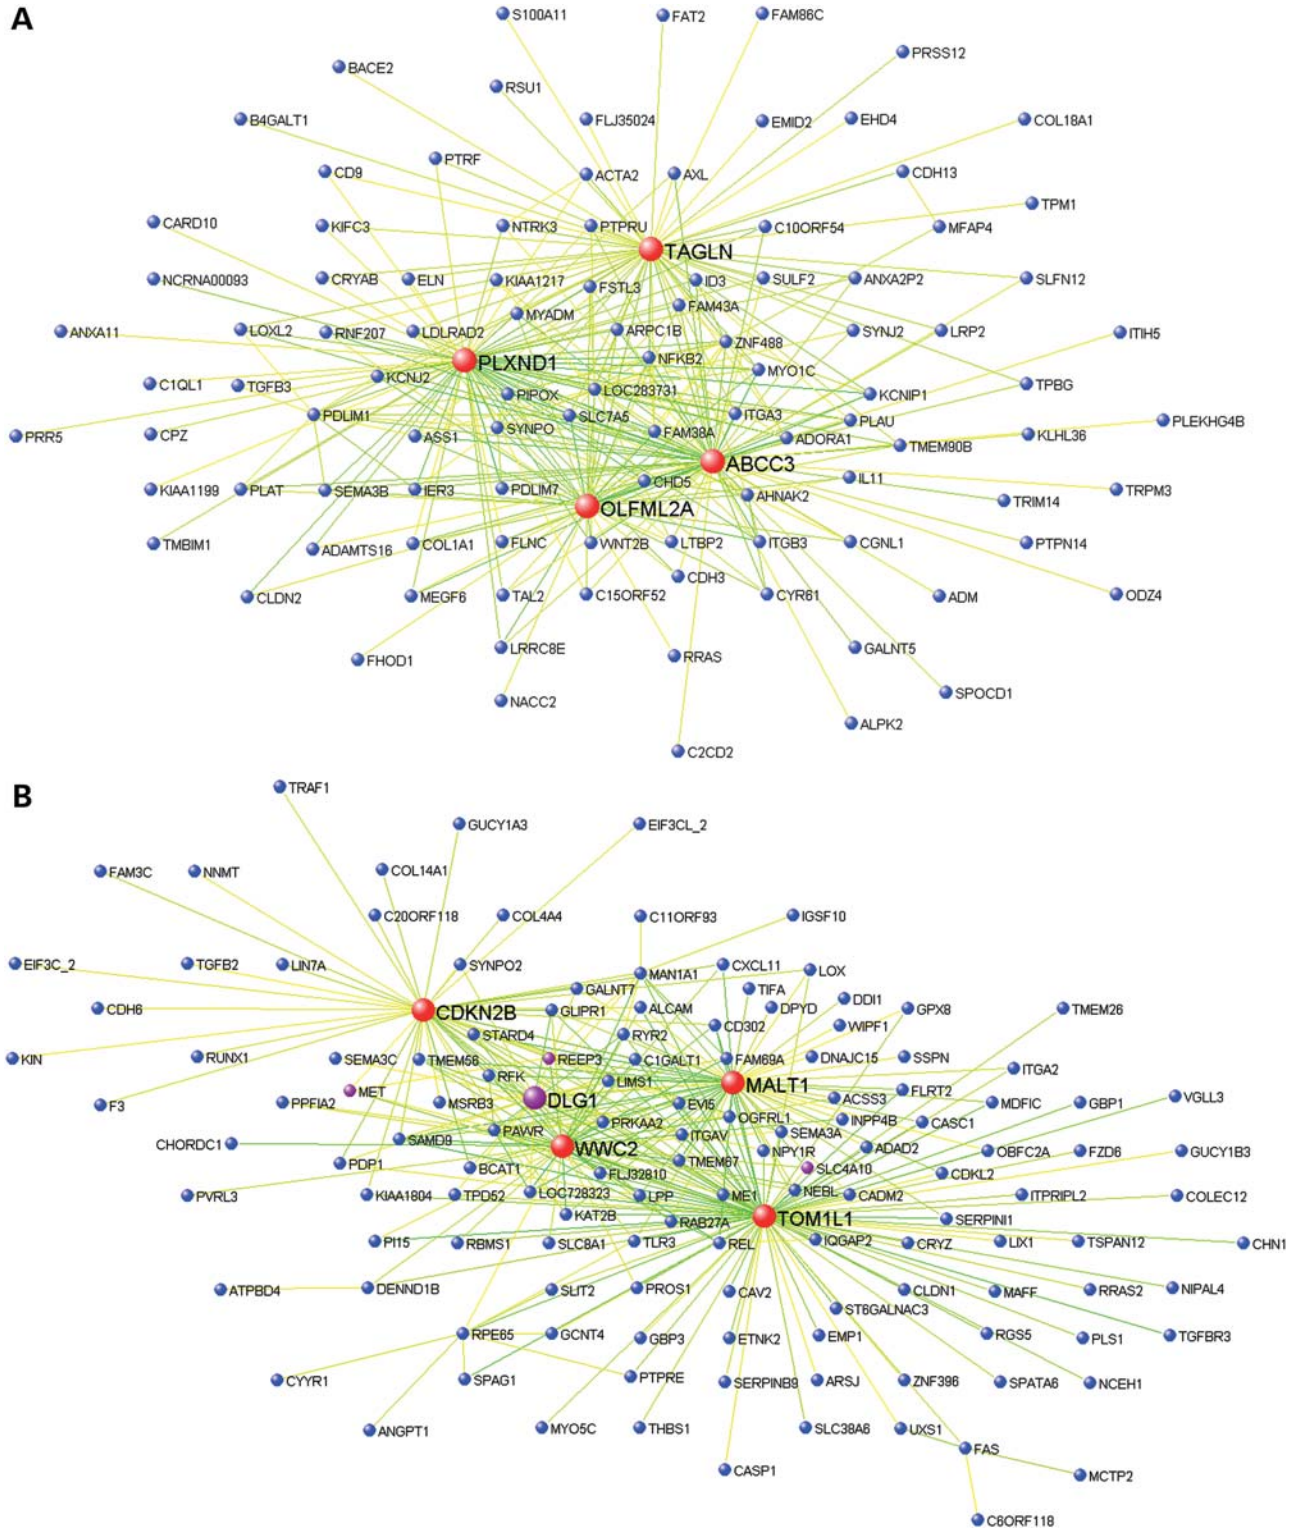 A
S100A11
FAT2
FAM86C
PRSS12
BACE2
RSU1
B4GALT1
FLJ35024
EMID2
EHD4
COL18A1
PTRF
CD9
ACTA2
AXL
CDH13
TPM1
CARD10
KIFC3
NTRK3
PTPRU
C10ORF54
MFAP4
TAGLN
NCRNA00093
CRYAB
ELN
KIAA1217
FSTL3
ID3
SULF2
ANXA2P2
SLFN12
FAM43A
MYADM
ANXA11
LOXL2
RNF207
LDLRAD2
ARPC1B
ZNF488
SYNJ2
LRP2
ITIH5
PLXND1
NFKB2
MYO1C
C1QL1
TGFB3
KCNJ2
PIPOX
LOC283731
KCNIP1
TPBG
PDLIM1
SLC7A5
ITGA3
PLAU
PLEKHG4B
PRR5
CPZ
ASS1
SYNPO
FAM38A
ADORA1
TMEM90B
KLHL36
ABCC3
KIAA1199
PLAT
SEMA3B
IER3
PDLIM7
CHD5
AHNAK2
IL11
TRIM14
TRPM3
OLFML2A
TMBIM1
ADAMTS16
COL1A1
FLNC
WNT2B
LTBP2
ITGB3
CGNL1
PTPN14
CDH3
CLDN2
MEGF6
TAL2
C15ORF52
CYR61
ADM
ODZ4
FHOD1
LRRC8E
RRAS
GALNT5
NACC2
SPOCD1
ALPK2
C2CD2
B
TRAF1
GUCY1A3
EIF3CL_2
FAM3C
NNMT
COL14A1
C20ORF118
COL4A4
C11ORF93
IGSF10
EIF3C_2
TGFB2
LIN7A
SYNPO2
MAN1A1
CXCL11
LOX
GALNT7
TIFA
DDI1
CDH6
CDKN2B
GLIPR1
ALCAM
DPYD
GPX8
TMEM26
STARD4
RYR2
CD302
WIPF1
KIN
RUNX1
SEMA3C
TMEM56
REEP3
C1GALT1
FAM69A
DNAJC15
SSPN
ITGA2
RFK
LIMS1
MALT1
MET
DLG1
ACSS3
FLRT2
F3
PPFIA2
MSRB3
EVI5
MDFIC
GBP1
VGLL3
PRKAA2
OGFRL1
INPP4B
CASC1
CHORDC1
SAMD9
PAWR
WWC2
ITGAV
SEMA3A
ADAD2
OBFC2A
FZD6
GUCY1B3
PDP1
BCAT1
FLJ32810
TMEM67
NPY1R
SLC4A10
CDKL2
PVRL3
KIAA1804
TPD52
LOC728323
LPP
ME1
NEBL
CADM2
ITPRIPL2
COLEC12
KAT2B
RAB27A
TOM1L1
SERPINI1
PI15
RBMS1
SLC8A1
TLR3
REL
IQGAP2
CRYZ
LIX1
TSPAN12
CHN1
ATPBD4
DENND1B
SLIT2
PROS1
CAV2
CLDN1
MAFF
RRAS2
NIPAL4
ST6GALNAC3
RPE65
GCNT4
GBP3
ETNK2
EMP1
RGS5
PLS1
TGFBR3
CYYR1
SPAG1
PTPRE
SERPINB9
ARSJ
ZNF396
SPATA6
NCEH1
ANGPT1
MYO5C
THBS1
SLC38A6
UXS1
FAS
CASP1
MCTP2
C6ORF118